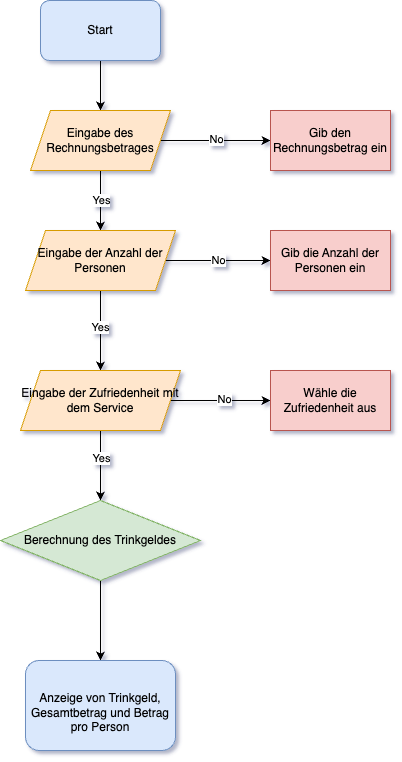 Start
Eingabe des
Rechnungsbetrages
No
Gib den
Rechnungsbetrag ein
Yes
Eingabe der Anzahl der
Personen
No
Gib die Anzahl der
Personen ein
Yes
Eingabe der Zufriedenheit mit
dem Service
No
Wähle die
Zufriedenheit aus
Yes
Berechnung des Trinkgeldes
Anzeige von Trinkgeld,
Gesamtbetrag und Betrag
pro Person